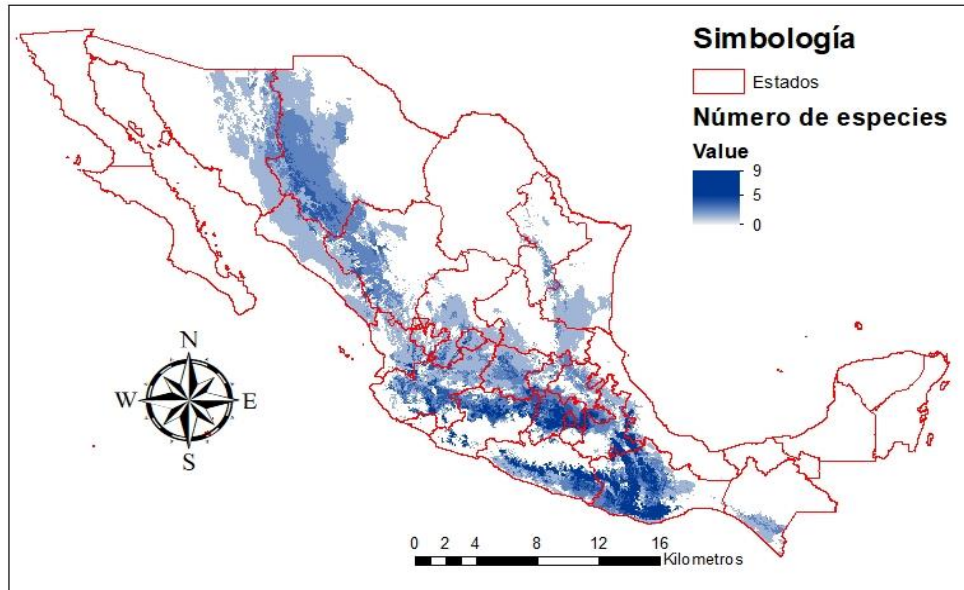 Simbología
Estados
Número de especies
Value
9
5
0
N
W E
S
0 2 4 8 12 16
Kilometros